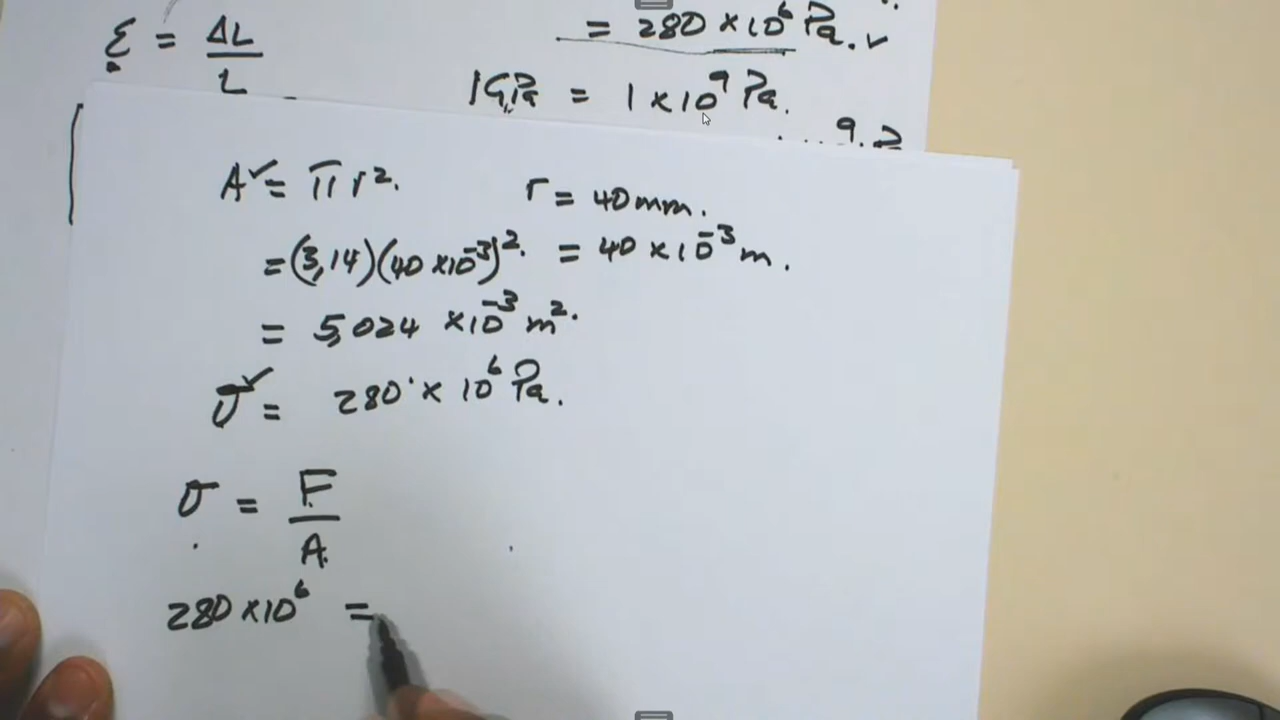 ε = ΔL / L
= 280 × 10⁶ Pa.
1GPa = 1 × 10⁹ Pa.
A = πr². r = 40mm.
= (3,14)(40 × 10⁻³)². = 40 × 10⁻³ m.
= 5,024 × 10⁻³ m².
σ = 280 × 10⁶ Pa.
σ = F / A
280 × 10⁶ =